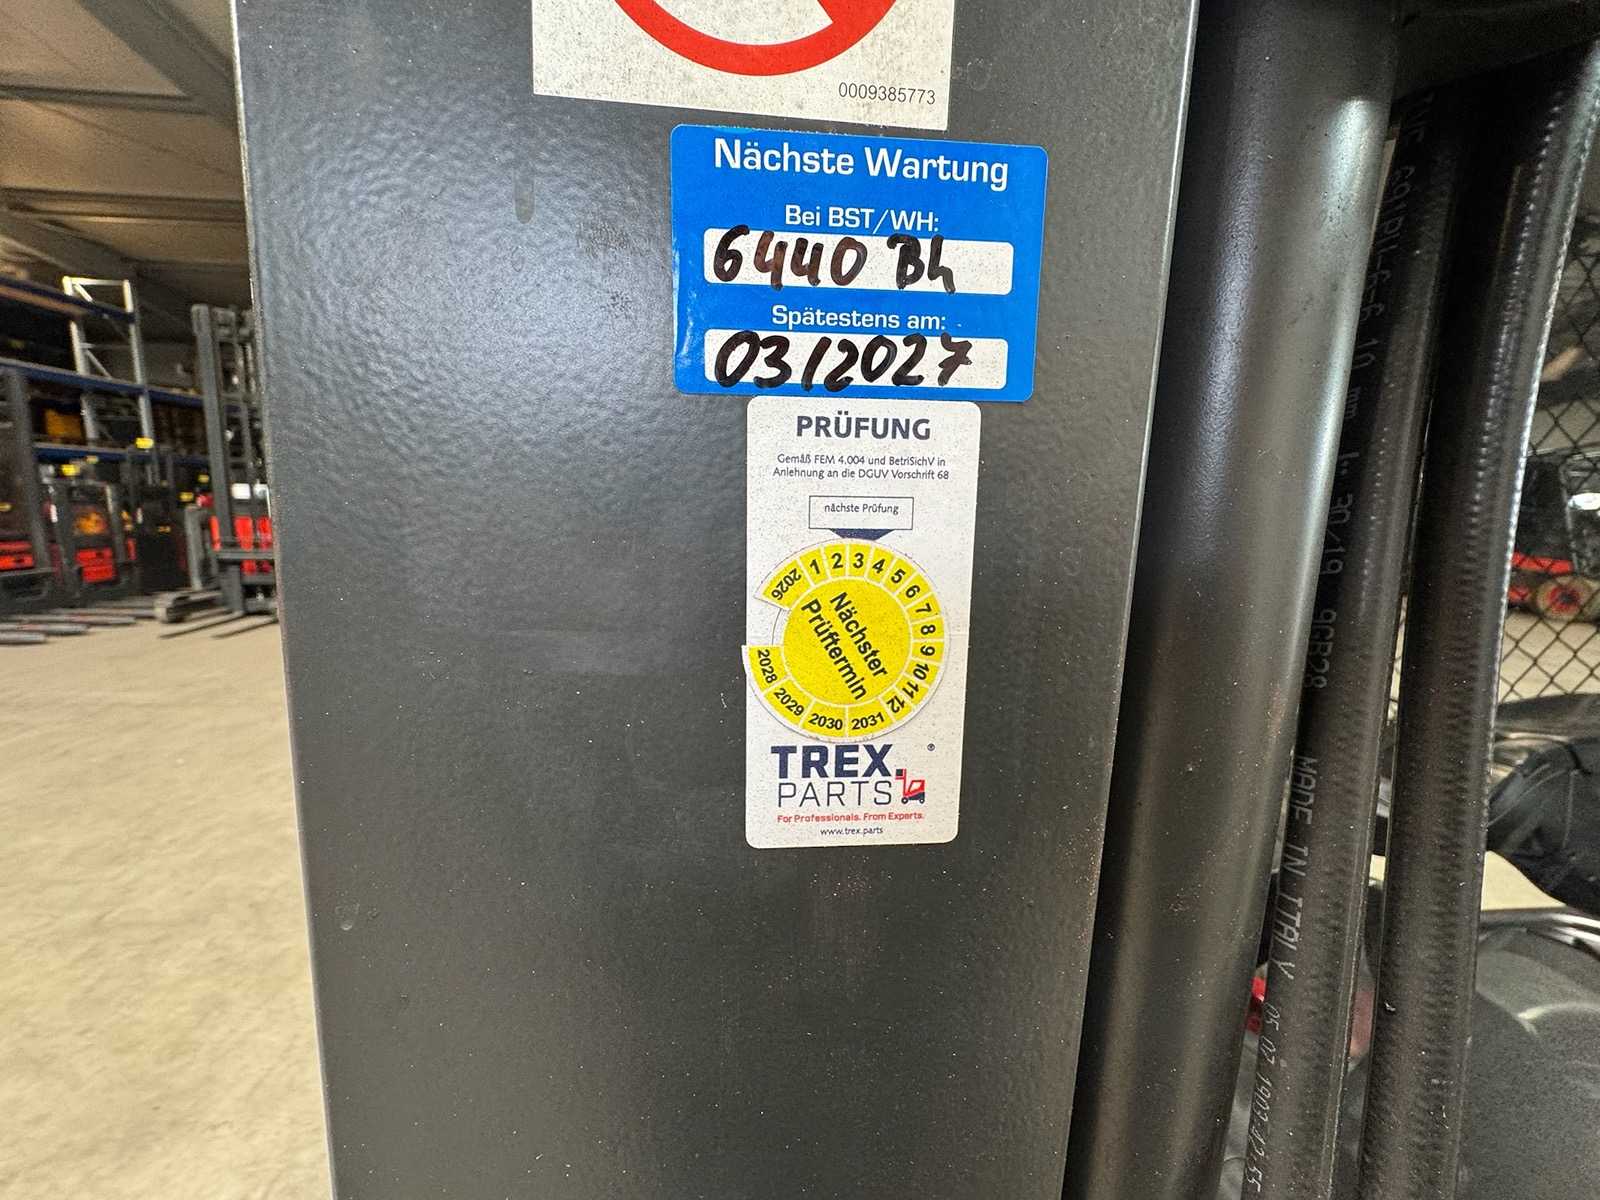 0009385773
Nächste Wartung
Bei BST/WH:
6440 Bh
Spätestens am:
03/2027
PRÜFUNG
Gemäß FEM 4.004 und BetriSichV in
Anlehnung an die DGUV Vorschrift 68
nächste Prüfung
2026 1 2 3 4 5 6 7 8 9 10 11 12
Nächster
Prüftermin
2028 2029 2030 2031
TREX.®
PARTS
For Professionals. From Experts.
www.trex.parts
MADE IN ITALY